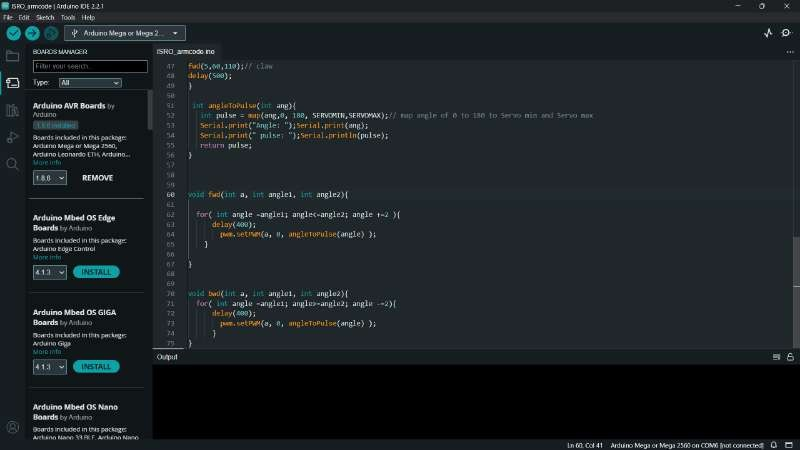 ISRO_armcode | Arduino IDE 2.2.1
File Edit Sketch Tools Help
Arduino Mega or Mega 2...
BOARDS MANAGER
Filter your search...
Type: All
Arduino AVR Boards by
Arduino
1.8.6 installed
Boards included in this package:
Arduino Mega or Mega 2560,
Arduino Leonardo ETH, Arduino...
More info
1.8.6 REMOVE
Arduino Mbed OS Edge
Boards by Arduino
Boards included in this package:
Arduino Edge Control
More info
4.1.3 INSTALL
Arduino Mbed OS GIGA
Boards by Arduino
Boards included in this package:
Arduino Giga
More info
4.1.3 INSTALL
Arduino Mbed OS Nano
Boards by Arduino
Boards included in this package:
Arduino Nano 33 BLE, Arduino Nano
ISRO_armcode.ino
47 fwd(5,60,110);// claw
48 delay(500);
49 }
50
51 int angleToPulse(int ang){
52 int pulse = map(ang,0, 180, SERVOMIN,SERVOMAX);// map angle of 0 to 180 to Servo min and Servo max
53 Serial.print("Angle: ");Serial.print(ang);
54 Serial.print(" pulse: ");Serial.println(pulse);
55 return pulse;
56 }
57
58
59
60 void fwd(int a, int angle1, int angle2){
61
62 for( int angle =angle1; angle<=angle2; angle +=2 ){
63 delay(400);
64 pwm.setPWM(a, 0, angleToPulse(angle) );
65 }
66
67 }
68
69
70 void bwd(int a, int angle1, int angle2){
71 for( int angle =angle1; angle>=angle2; angle -=2){
72 delay(400);
73 pwm.setPWM(a, 0, angleToPulse(angle) );
74 }
75 }
Output
Ln 60, Col 41 Arduino Mega or Mega 2560 on COM6 [not connected]